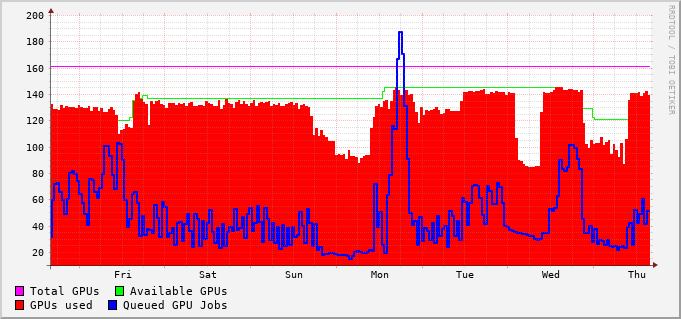 RRDTOOL / TOBI OETIKER
200
180
160
140
120
100
80
60
40
20
Fri Sat Sun Mon Tue Wed Thu
Total GPUs Available GPUs
GPUs used Queued GPU Jobs